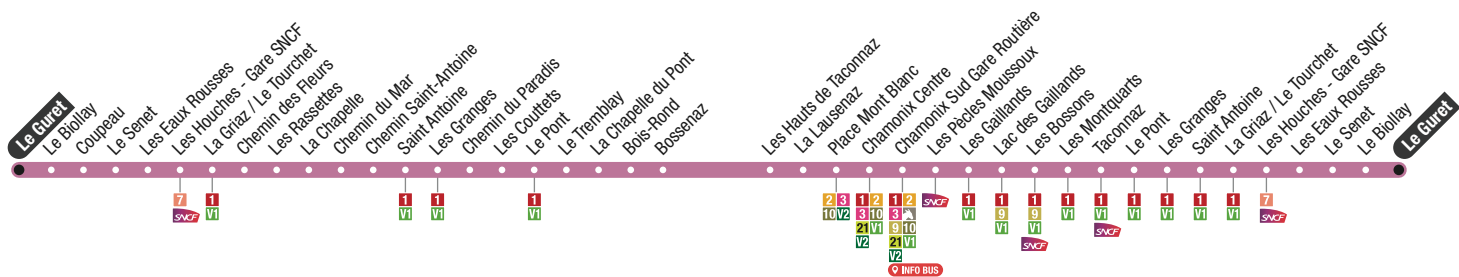 Le Guret
Le Biollay
Coupeau
Le Senet
Les Eaux Rousses
Les Houches - Gare SNCF
La Griaz / Le Tourchet
Chemin des Fleurs
Les Rassettes
La Chapelle
Chemin du Mar
Chemin Saint-Antoine
Saint Antoine
Les Granges
Chemin du Paradis
Les Couttets
Le Pont
Le Tremblay
La Chapelle du Pont
Bois-Rond
Bossenaz
Les Hauts de Taconnaz
La Laussenaz
Place Mont Blanc
Chamonix Centre
Chamonix Sud Gare Routière
Les Pècles Moussoux
Les Gaillands
Lac des Gaillands
Les Bossons
Les Montquarts
Taconnaz
Le Pont
Les Granges
Saint Antoine
La Griaz / Le Tourchet
Les Houches - Gare SNCF
Les Eaux Rousses
Le Senet
Le Biollay
Le Guret
7
SNCF
1
V1
1
V1
1
V1
1
V1
2 3
10 V2
1 2
3 10
21 V1
V2
1 2
3
9 10
21 V1
V2
INFO BUS
SNCF
1
V1
1
9
V1
1
9
V1
SNCF
1
V1
1
V1
SNCF
1
V1
1
V1
1
V1
1
V1
7
SNCF